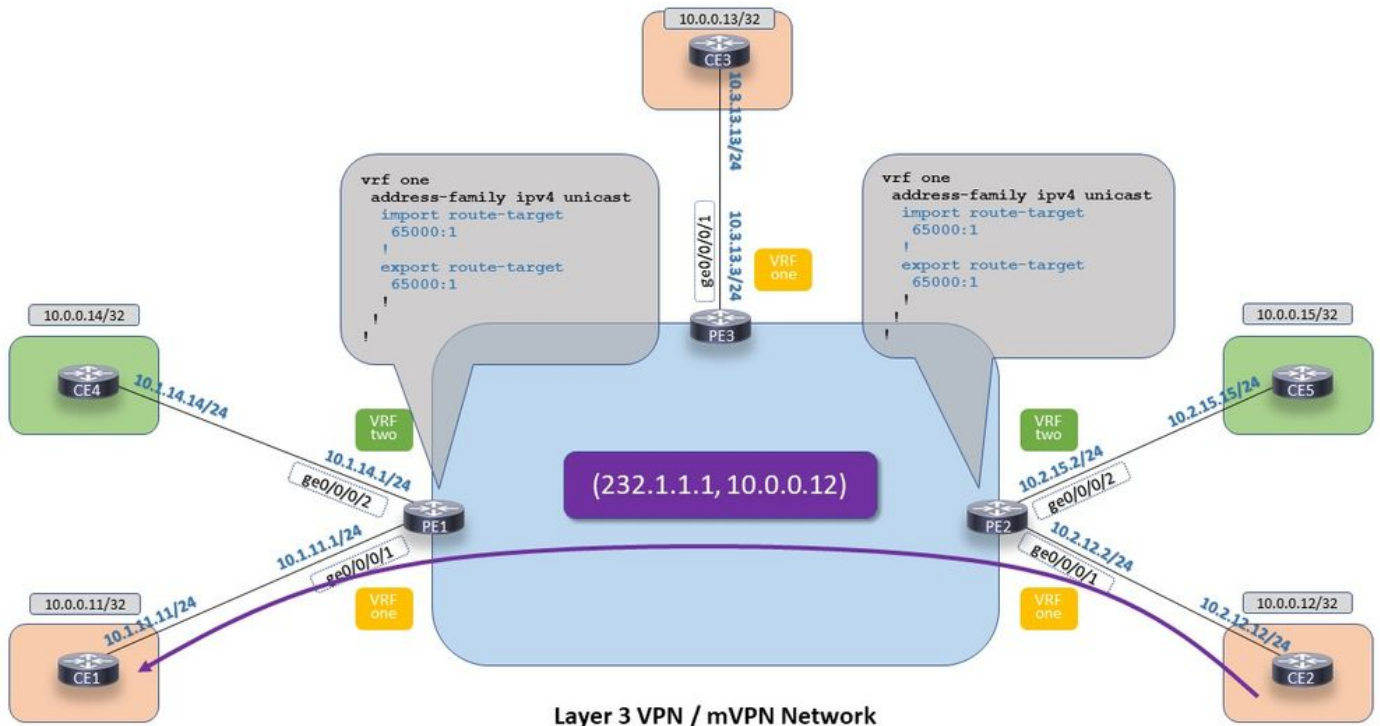 10.0.0.13/32
CE3
10.3.13.13/24
vrf one
address-family ipv4 unicast
import route-target
65000:1
!
export route-target
65000:1
!
!
!
vrf one
address-family ipv4 unicast
import route-target
65000:1
!
export route-target
65000:1
!
!
!
ge0/0/0/1
10.3.13.3/24
VRF
one
PE3
10.0.0.14/32
CE4
10.1.14.14/24
VRF
two
10.1.14.1/24
ge0/0/0/2
PE1
10.0.0.15/32
CE5
10.2.15.15/24
VRF
two
10.2.15.2/24
ge0/0/0/2
PE2
(232.1.1.1, 10.0.0.12)
10.1.11.1/24
ge0/0/0/1
VRF
one
10.0.0.11/32
10.1.11.11/24
CE1
10.2.12.2/24
ge0/0/0/1
VRF
one
10.0.0.12/32
10.2.12.12/24
CE2
Layer 3 VPN / mVPN Network